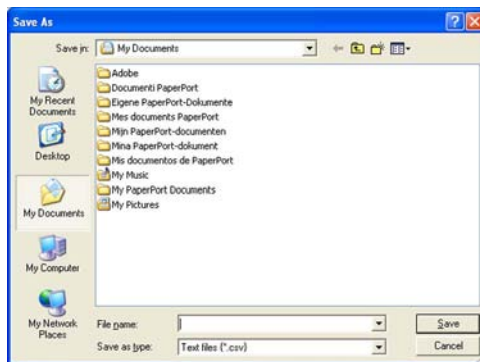 Save As
Save in:
My Documents
My Recent
Documents
Desktop
My Documents
My Computer
My Network
Places
Adobe
Documenti PaperPort
Eigene PaperPort-Dokumente
Mes documents PaperPort
Mijn PaperPort-documenten
Mina PaperPort-dokument
Mis documentos de PaperPort
My Music
My PaperPort Documents
My Pictures
File name:
Save
Save as type:
Text files (*.csv)
Cancel